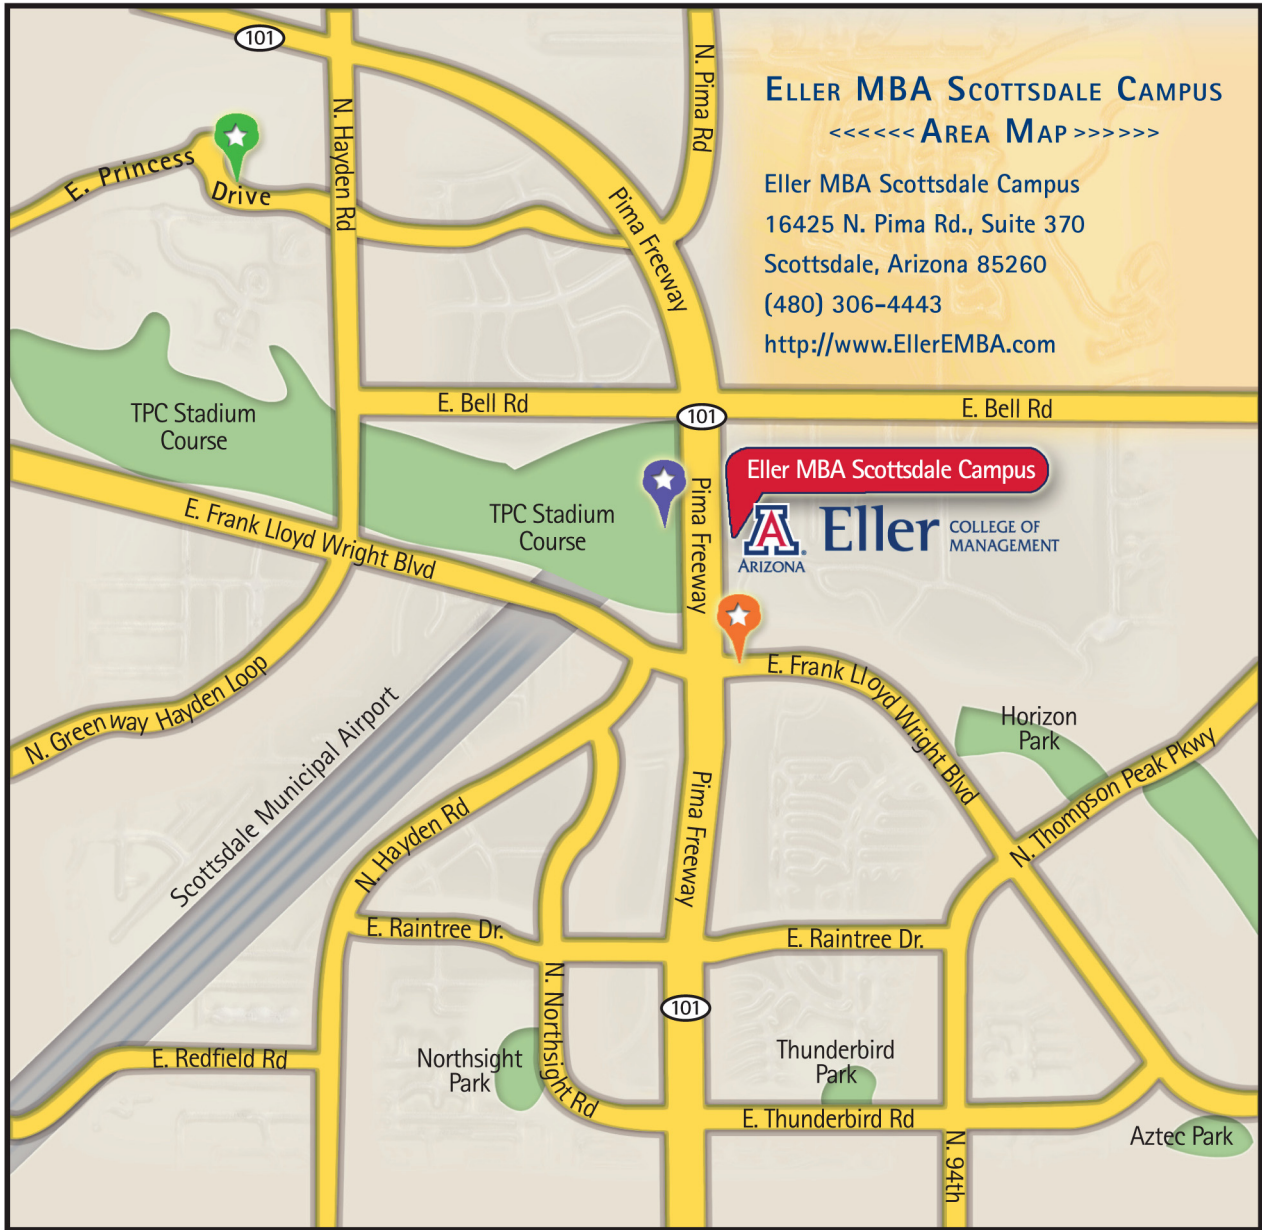 101
N. Hayden Rd
N. Pima Rd
ELLER MBA SCOTTSDALE CAMPUS
<<<<<< AREA MAP >>>>>>
Eller MBA Scottsdale Campus
16425 N. Pima Rd., Suite 370
Scottsdale, Arizona 85260
(480) 306-4443
http://www.EllerEMBA.com
E. Princess
Drive
Pima Freeway
E. Bell Rd
101
E. Bell Rd
TPC Stadium
Course
Eller MBA Scottsdale Campus
TPC Stadium
Course
Pima Freeway
A
ARIZONA
®
Eller
COLLEGE OF
MANAGEMENT
E. Frank Lloyd Wright Blvd
E. Frank Lloyd Wright Blvd
N. Greenway Hayden Loop
Scottsdale Municipal Airport
Horizon
Park
N. Thompson Peak Pkwy
Pima Freeway
N. Hayden Rd
E. Raintree Dr.
E. Raintree Dr.
N. Northsight Rd
101
E. Redfield Rd
Northsight
Park
Thunderbird
Park
E. Thunderbird Rd
Aztec Park
N. 94th